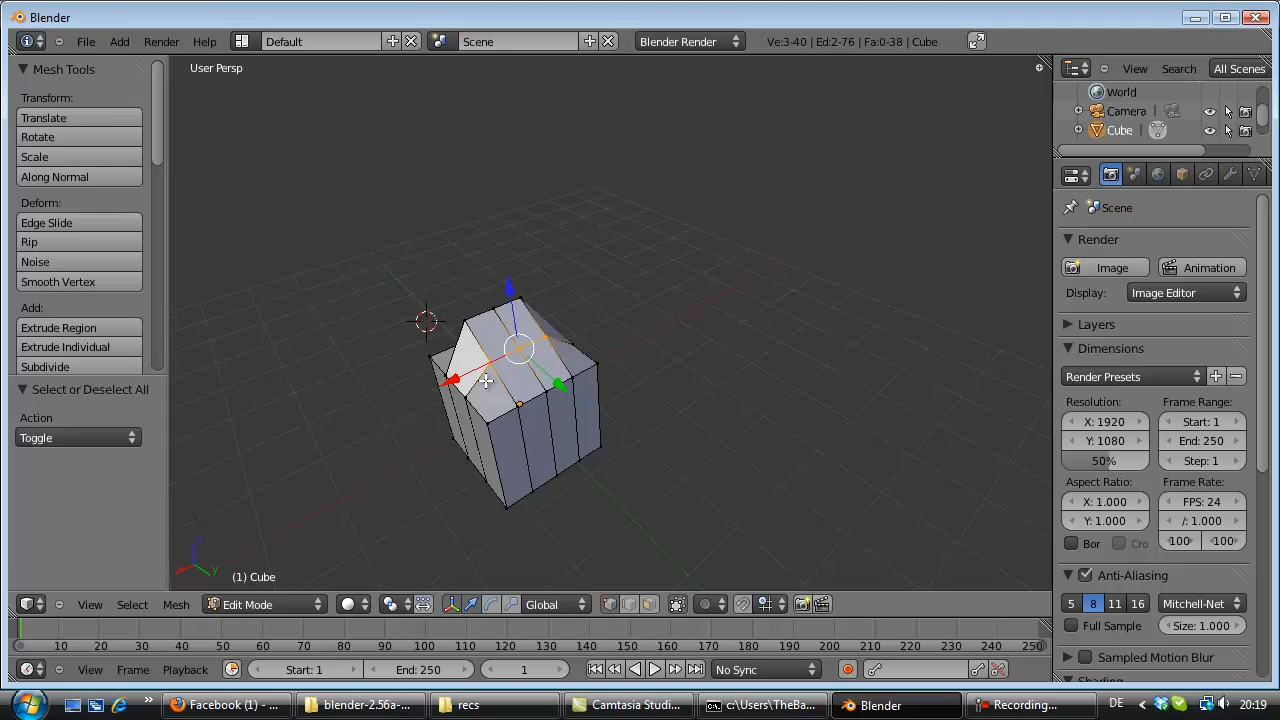 Blender
File Add Render Help Default Scene Blender Render Ve:3-40 | Ed:2-76 | Fa:0-38 | Cube
Mesh Tools
Transform:
Translate
Rotate
Scale
Along Normal
Deform:
Edge Slide
Rip
Noise
Smooth Vertex
Add:
Extrude Region
Extrude Individual
Subdivide
Select or Deselect All
Action
Toggle
User Persp
z
y
(1) Cube
View Select Mesh Edit Mode Global
View Search All Scenes
World
Camera
Cube
Scene
Render
Image Animation
Display: Image Editor
Layers
Dimensions
Render Presets
Resolution: Frame Range:
X: 1920 Start: 1
Y: 1080 End: 250
50% Step: 1
Aspect Ratio: Frame Rate:
X: 1.000 FPS: 24
Y: 1.000 /: 1.000
Bor Cro 100 100
Anti-Aliasing
5 8 11 16 Mitchell-Net
Full Sample Size: 1.000
Sampled Motion Blur
10 20 30 40 50 60 70 80 90 100 110 120 130 140 150 160 170 180 190 200 210 220 230 240 250
View Frame Playback Start: 1 End: 250 1 No Sync
Facebook (1) - ... blender-2.56a-... recs Camtasia Studi... c:\Users\TheBa... Blender Recording... DE 20:19